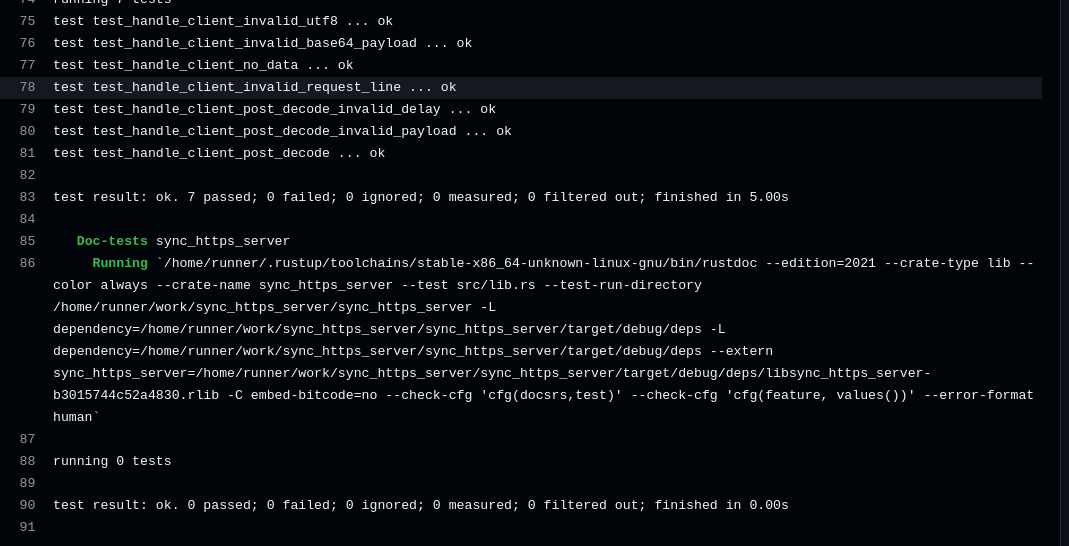 74 running 7 tests
75 test test_handle_client_invalid_utf8 ... ok
76 test test_handle_client_invalid_base64_payload ... ok
77 test test_handle_client_no_data ... ok
78 test test_handle_client_invalid_request_line ... ok
79 test test_handle_client_post_decode_invalid_delay ... ok
80 test test_handle_client_post_decode_invalid_payload ... ok
81 test test_handle_client_post_decode ... ok
82
83 test result: ok. 7 passed; 0 failed; 0 ignored; 0 measured; 0 filtered out; finished in 5.00s
84
85 Doc-tests sync_https_server
86 Running `/home/runner/.rustup/toolchains/stable-x86_64-unknown-linux-gnu/bin/rustdoc --edition=2021 --crate-type lib --
color always --crate-name sync_https_server --test src/lib.rs --test-run-directory
/home/runner/work/sync_https_server/sync_https_server -L
dependency=/home/runner/work/sync_https_server/sync_https_server/target/debug/deps -L
dependency=/home/runner/work/sync_https_server/sync_https_server/target/debug/deps --extern
sync_https_server=/home/runner/work/sync_https_server/sync_https_server/target/debug/deps/libsync_https_server-
b3015744c52a4830.rlib -C embed-bitcode=no --check-cfg 'cfg(docsrs,test)' --check-cfg 'cfg(feature, values())' --error-format
human`
87
88 running 0 tests
89
90 test result: ok. 0 passed; 0 failed; 0 ignored; 0 measured; 0 filtered out; finished in 0.00s
91